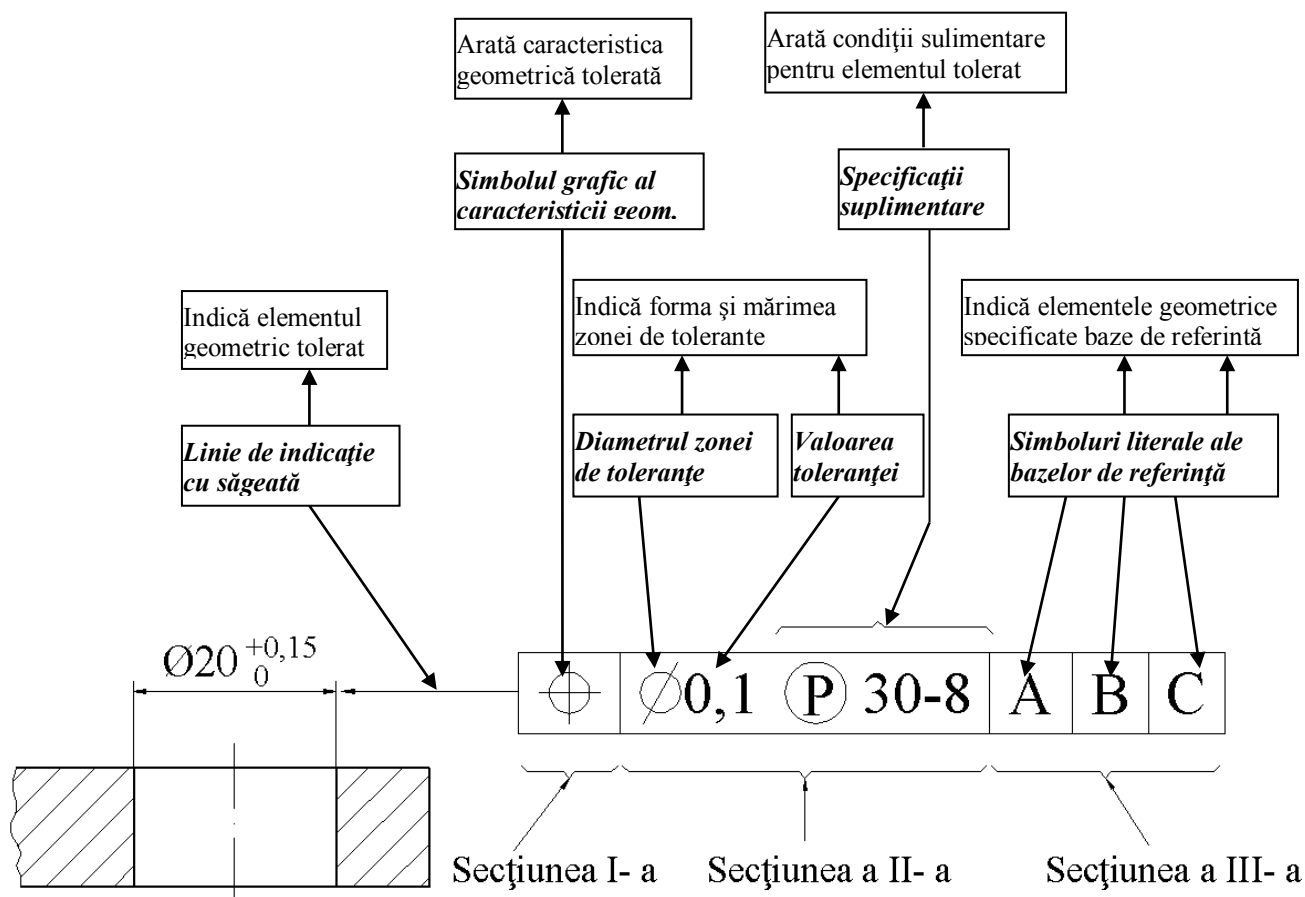 Arată caracteristica
geometrică tolerată
Arată condiţii sulimentare
pentru elementul tolerat
Simbolul grafic al
caracteristicii geom.
Specificaţii
suplimentare
Indică elementul
geometric tolerat
Indică forma şi mărimea
zonei de tolerante
Indică elementele geometrice
specificate baze de referintă
Linie de indicaţie
cu săgeată
Diametrul zonei
de toleranţe
Valoarea
toleranţei
Simboluri literale ale
bazelor de referinţă
Ø20 +0,15 0
⌖ Ø0,1 Ⓟ 30-8 A B C
Secţiunea I- a
Secţiunea a II- a
Secţiunea a III- a